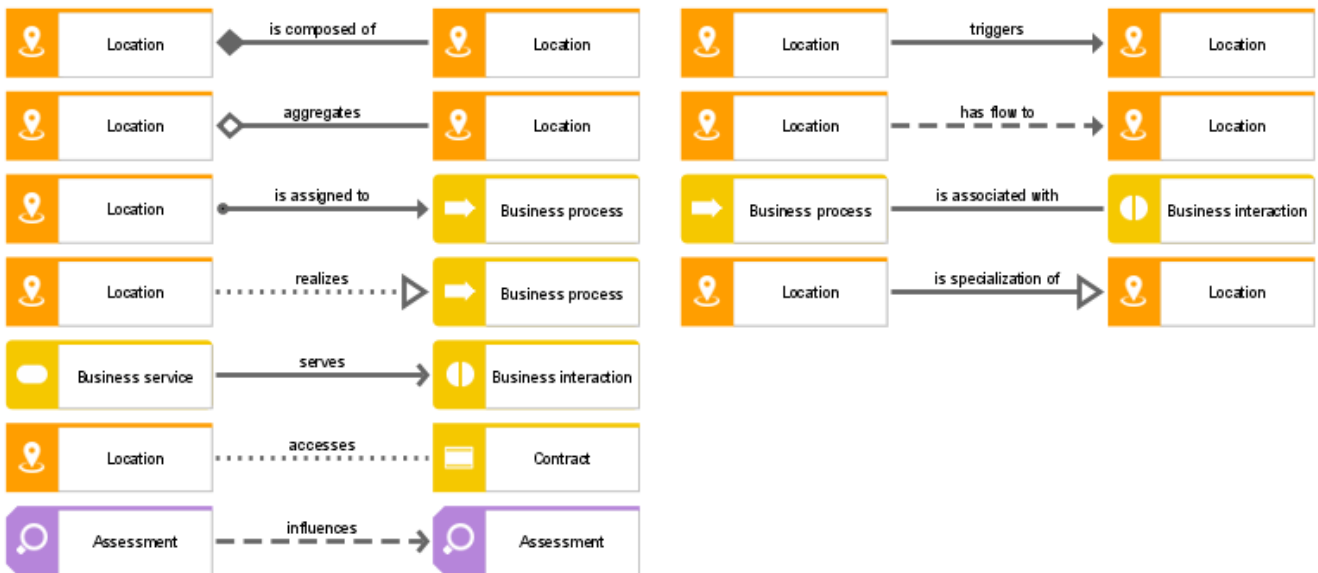 Location is composed of Location
Location aggregates Location
Location is assigned to Business process
Location realizes Business process
Business service serves Business interaction
Location accesses Contract
Assessment influences Assessment
Location triggers Location
Location has flow to Location
Business process is associated with Business interaction
Location is specialization of Location